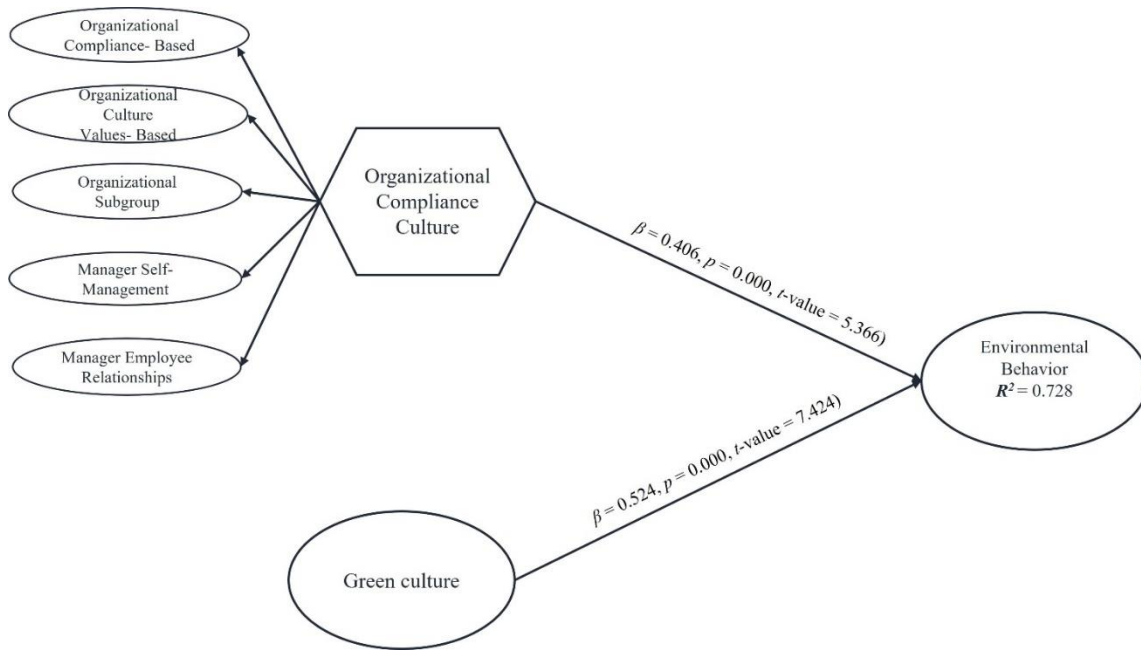 Organizational
Compliance- Based
Organizational
Culture
Values- Based
Organizational
Subgroup
Manager Self-
Management
Manager Employee
Relationships
Organizational
Compliance
Culture
β = 0.406, p = 0.000, t-value = 5.366)
Environmental
Behavior
R² = 0.728
β = 0.524, p = 0.000, t-value = 7.424)
Green culture